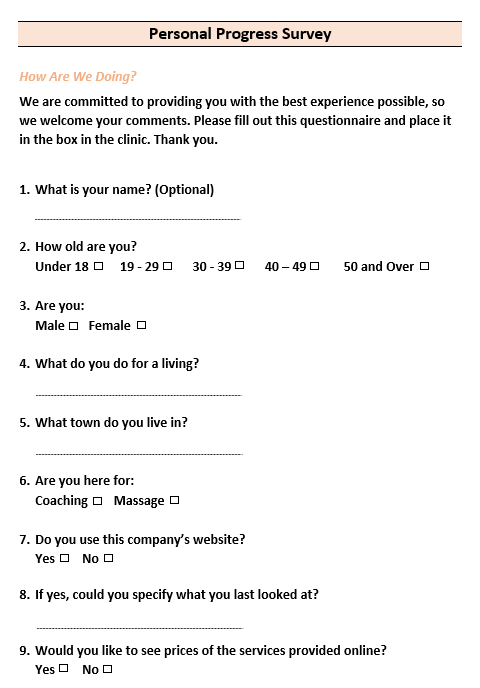 Personal Progress Survey
How Are We Doing?
We are committed to providing you with the best experience possible, so
we welcome your comments. Please fill out this questionnaire and place it
in the box in the clinic. Thank you.
1. What is your name? (Optional)
2. How old are you?
Under 18 □ 19 - 29 □ 30 - 39 □ 40 – 49 □ 50 and Over □
3. Are you:
Male □ Female □
4. What do you do for a living?
5. What town do you live in?
6. Are you here for:
Coaching □ Massage □
7. Do you use this company’s website?
Yes □ No □
8. If yes, could you specify what you last looked at?
9. Would you like to see prices of the services provided online?
Yes □ No □